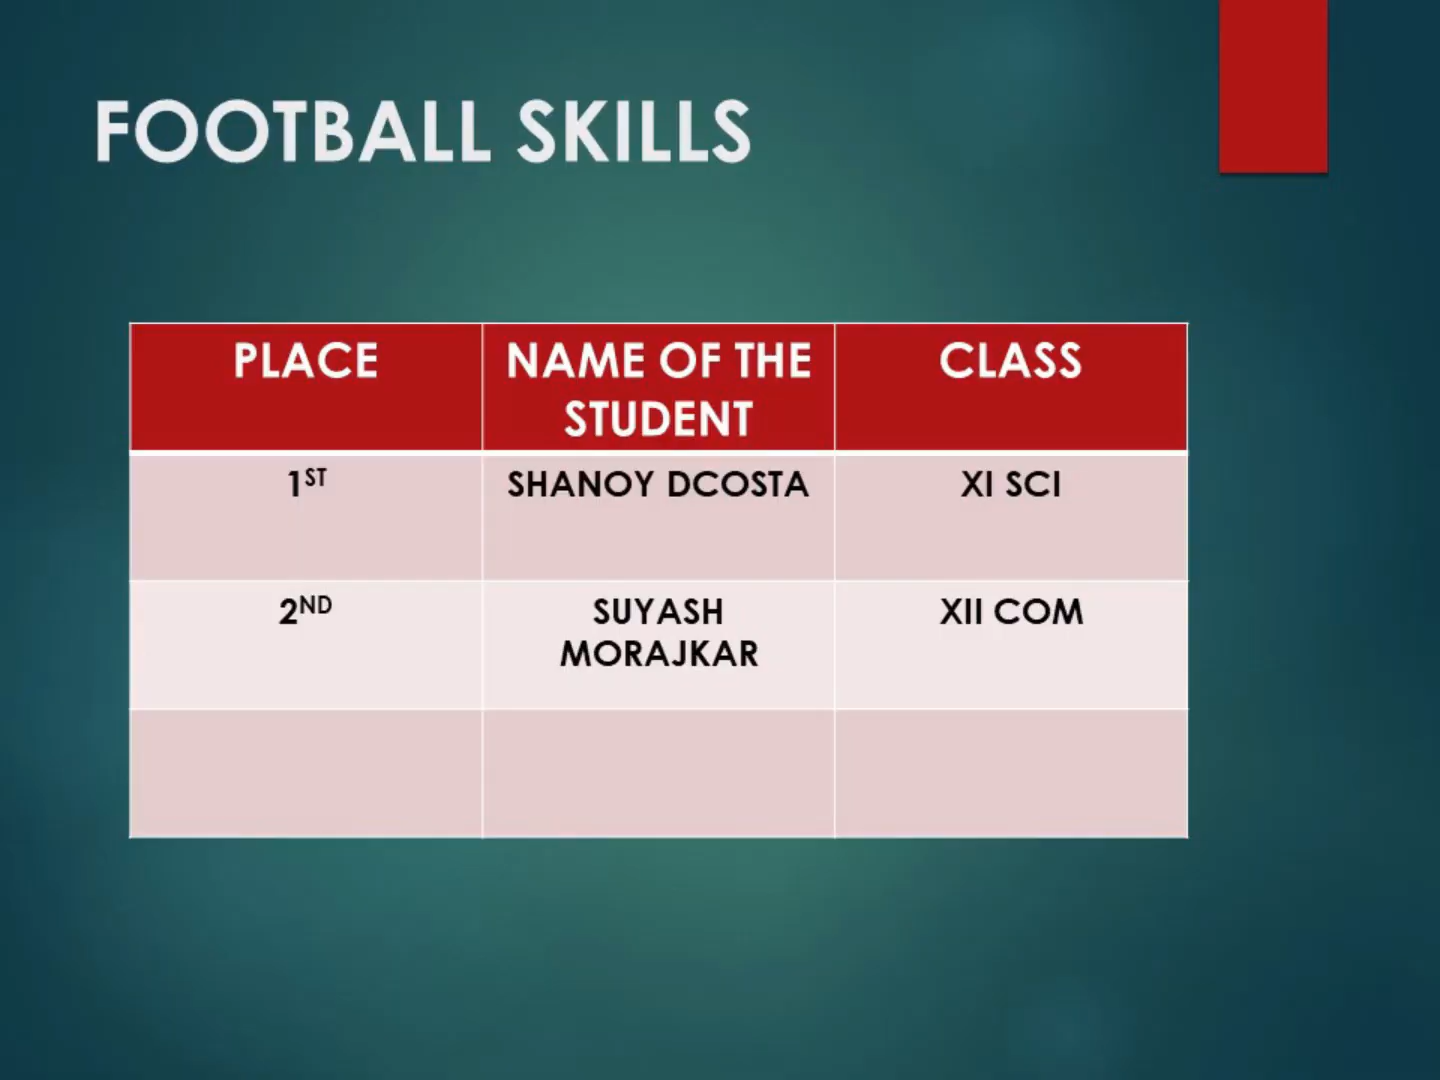 FOOTBALL SKILLS
PLACE
NAME OF THE
STUDENT
CLASS
1ST
SHANOY DCOSTA
XI SCI
2ND
SUYASH
MORAJKAR
XII COM